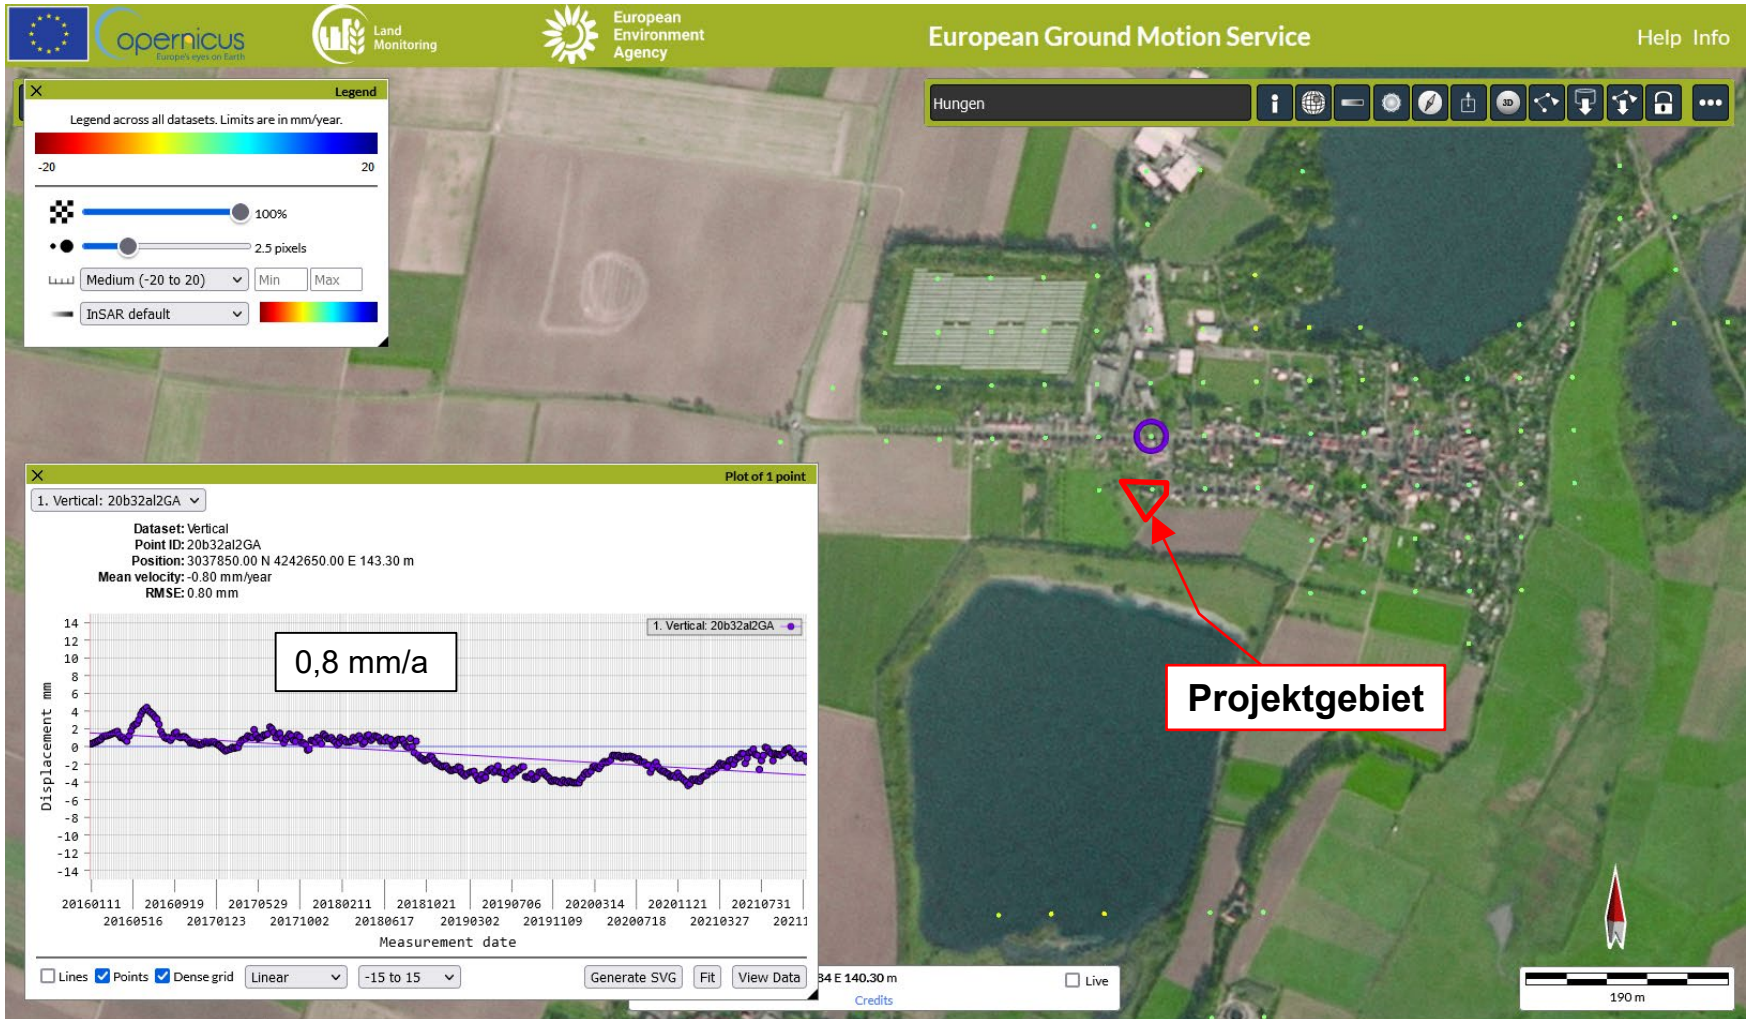 opernicus
Europe's eyes on Earth
Land
Monitoring
European
Environment
Agency
European Ground Motion Service
Help Info
Legend
Legend across all datasets. Limits are in mm/year.
-20 20
100%
2.5 pixels
Medium (-20 to 20) Min Max
InSAR default
Hungen
3D
Plot of 1 point
1. Vertical: 20b32al2GA
Dataset: Vertical
Point ID: 20b32al2GA
Position: 3037850.00 N 4242650.00 E 143.30 m
Mean velocity: -0.80 mm/year
RMSE: 0.80 mm
1. Vertical: 20b32al2GA
0,8 mm/a
14
12
10
8
6
4
2
0
-2
-4
-6
-8
-10
-12
-14
Displacement mm
20160111 20160919 20170529 20180211 20181021 20190706 20200314 20201121 20210731
20160516 20170123 20171002 20180617 20190302 20191109 20200718 20210327 20211
Measurement date
Lines Points Dense grid Linear -15 to 15 Generate SVG Fit View Data
Projektgebiet
84 E 140.30 m
Live
Credits
N
190 m